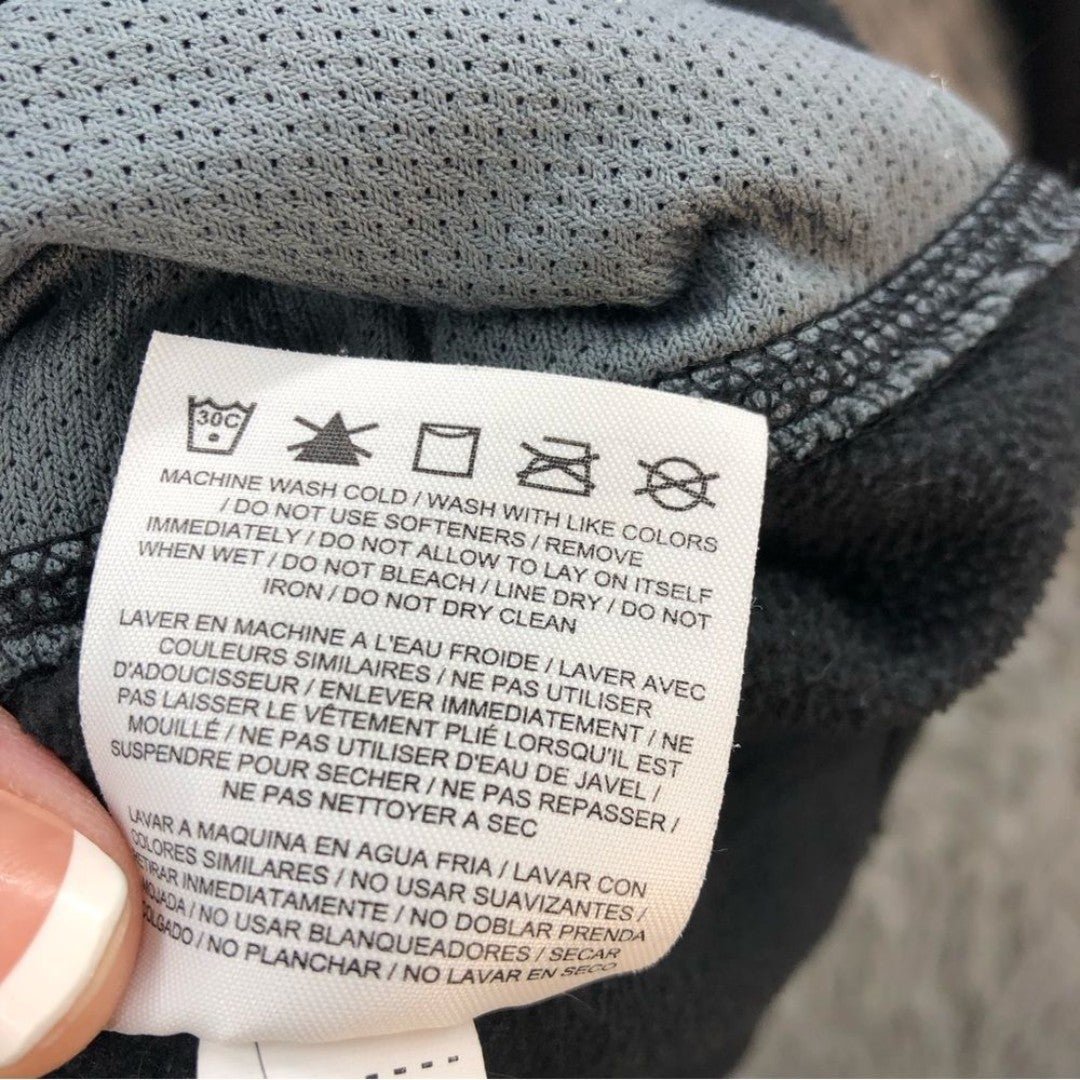 30C
MACHINE WASH COLD / WASH WITH LIKE COLORS
/ DO NOT USE SOFTENERS / REMOVE
IMMEDIATELY / DO NOT ALLOW TO LAY ON ITSELF
WHEN WET / DO NOT BLEACH / LINE DRY / DO NOT
IRON / DO NOT DRY CLEAN
LAVER EN MACHINE A L'EAU FROIDE / LAVER AVEC
COULEURS SIMILAIRES / NE PAS UTILISER
D'ADOUCISSEUR / ENLEVER IMMEDIATEMENT / NE
PAS LAISSER LE VÊTEMENT PLIÉ LORSQU'IL EST
MOUILLÉ / NE PAS UTILISER D'EAU DE JAVEL /
SUSPENDRE POUR SECHER / NE PAS REPASSER /
NE PAS NETTOYER A SEC
LAVAR A MAQUINA EN AGUA FRIA / LAVAR CON
COLORES SIMILARES / NO USAR SUAVIZANTES /
RETIRAR INMEDIATAMENTE / NO DOBLAR PRENDA
MOJADA / NO USAR BLANQUEADORES / SECAR
COLGADO / NO PLANCHAR / NO LAVAR EN SECO